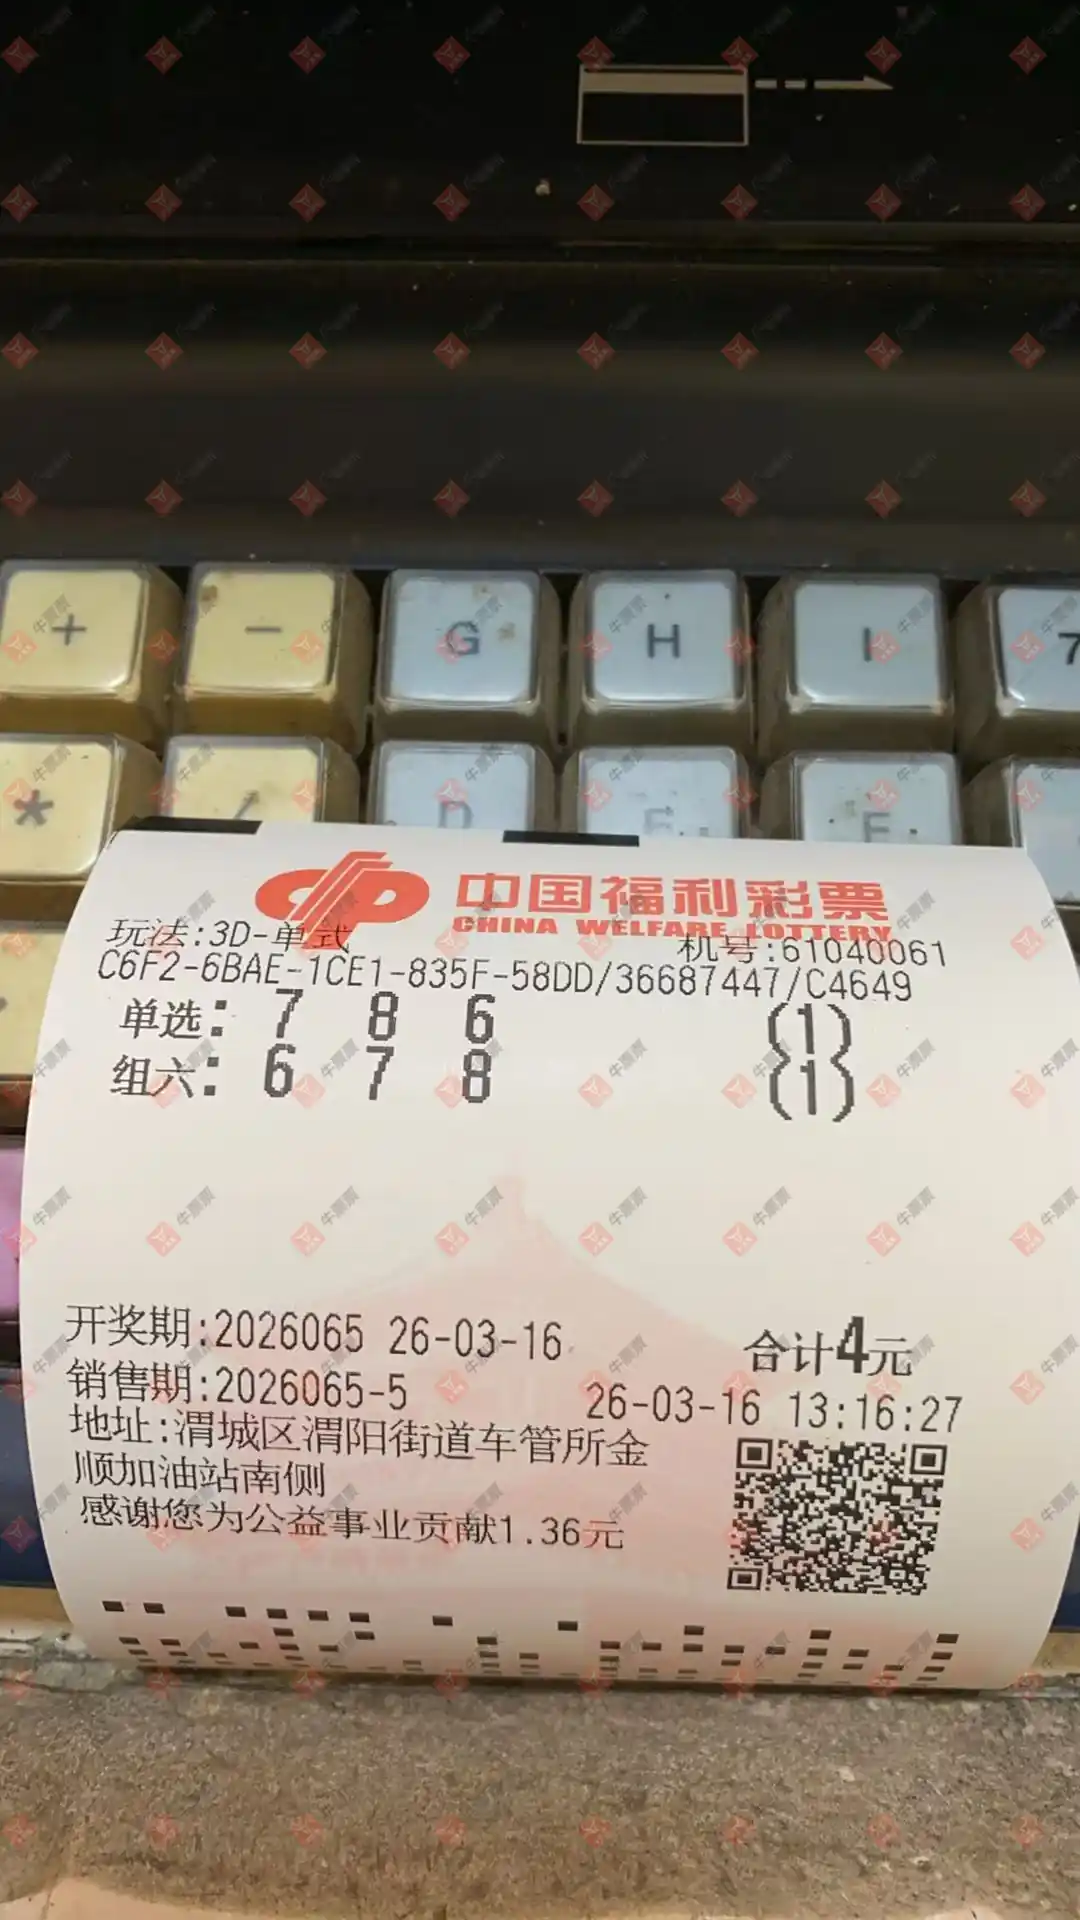 + - G H I 7
* / D E F
中国福利彩票
CHINA WELFARE LOTTERY
玩法:3D-单式 机号:61040061
C6F2-6BAE-1CE1-835F-58DD/36687447/C4649
单选: 7 8 6 (1)
组六: 6 7 8 (1)
开奖期:2026065 26-03-16 合计4元
销售期:2026065-5 26-03-16 13:16:27
地址:渭城区渭阳街道车管所金
顺加油站南侧
感谢您为公益事业贡献1.36元
牛票票